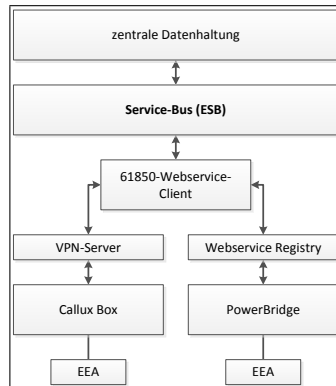 zentrale Datenhaltung
Service-Bus (ESB)
61850-Webservice-
Client
VPN-Server
Webservice Registry
Callux Box
PowerBridge
EEA
EEA